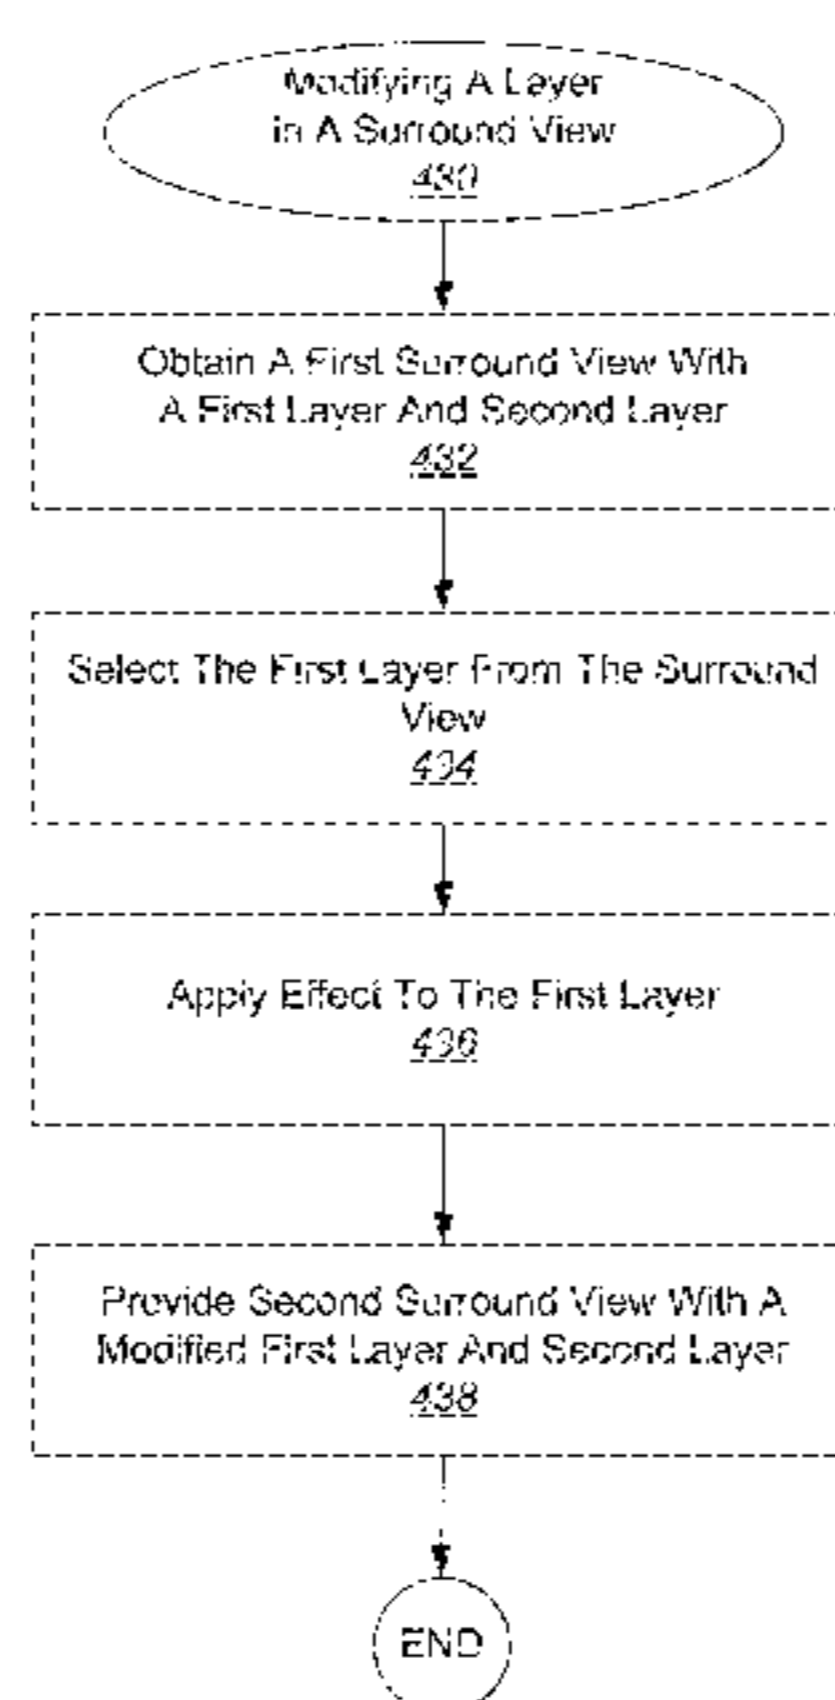 Modifying A Layer
in A Surround View
430
Obtain A First Surround View With
A First Layer And Second Layer
432
Select The First Layer From The Surround
View
434
Apply Effect To The First Layer
436
Provide Second Surround View With A
Modified First Layer And Second Layer
438
END